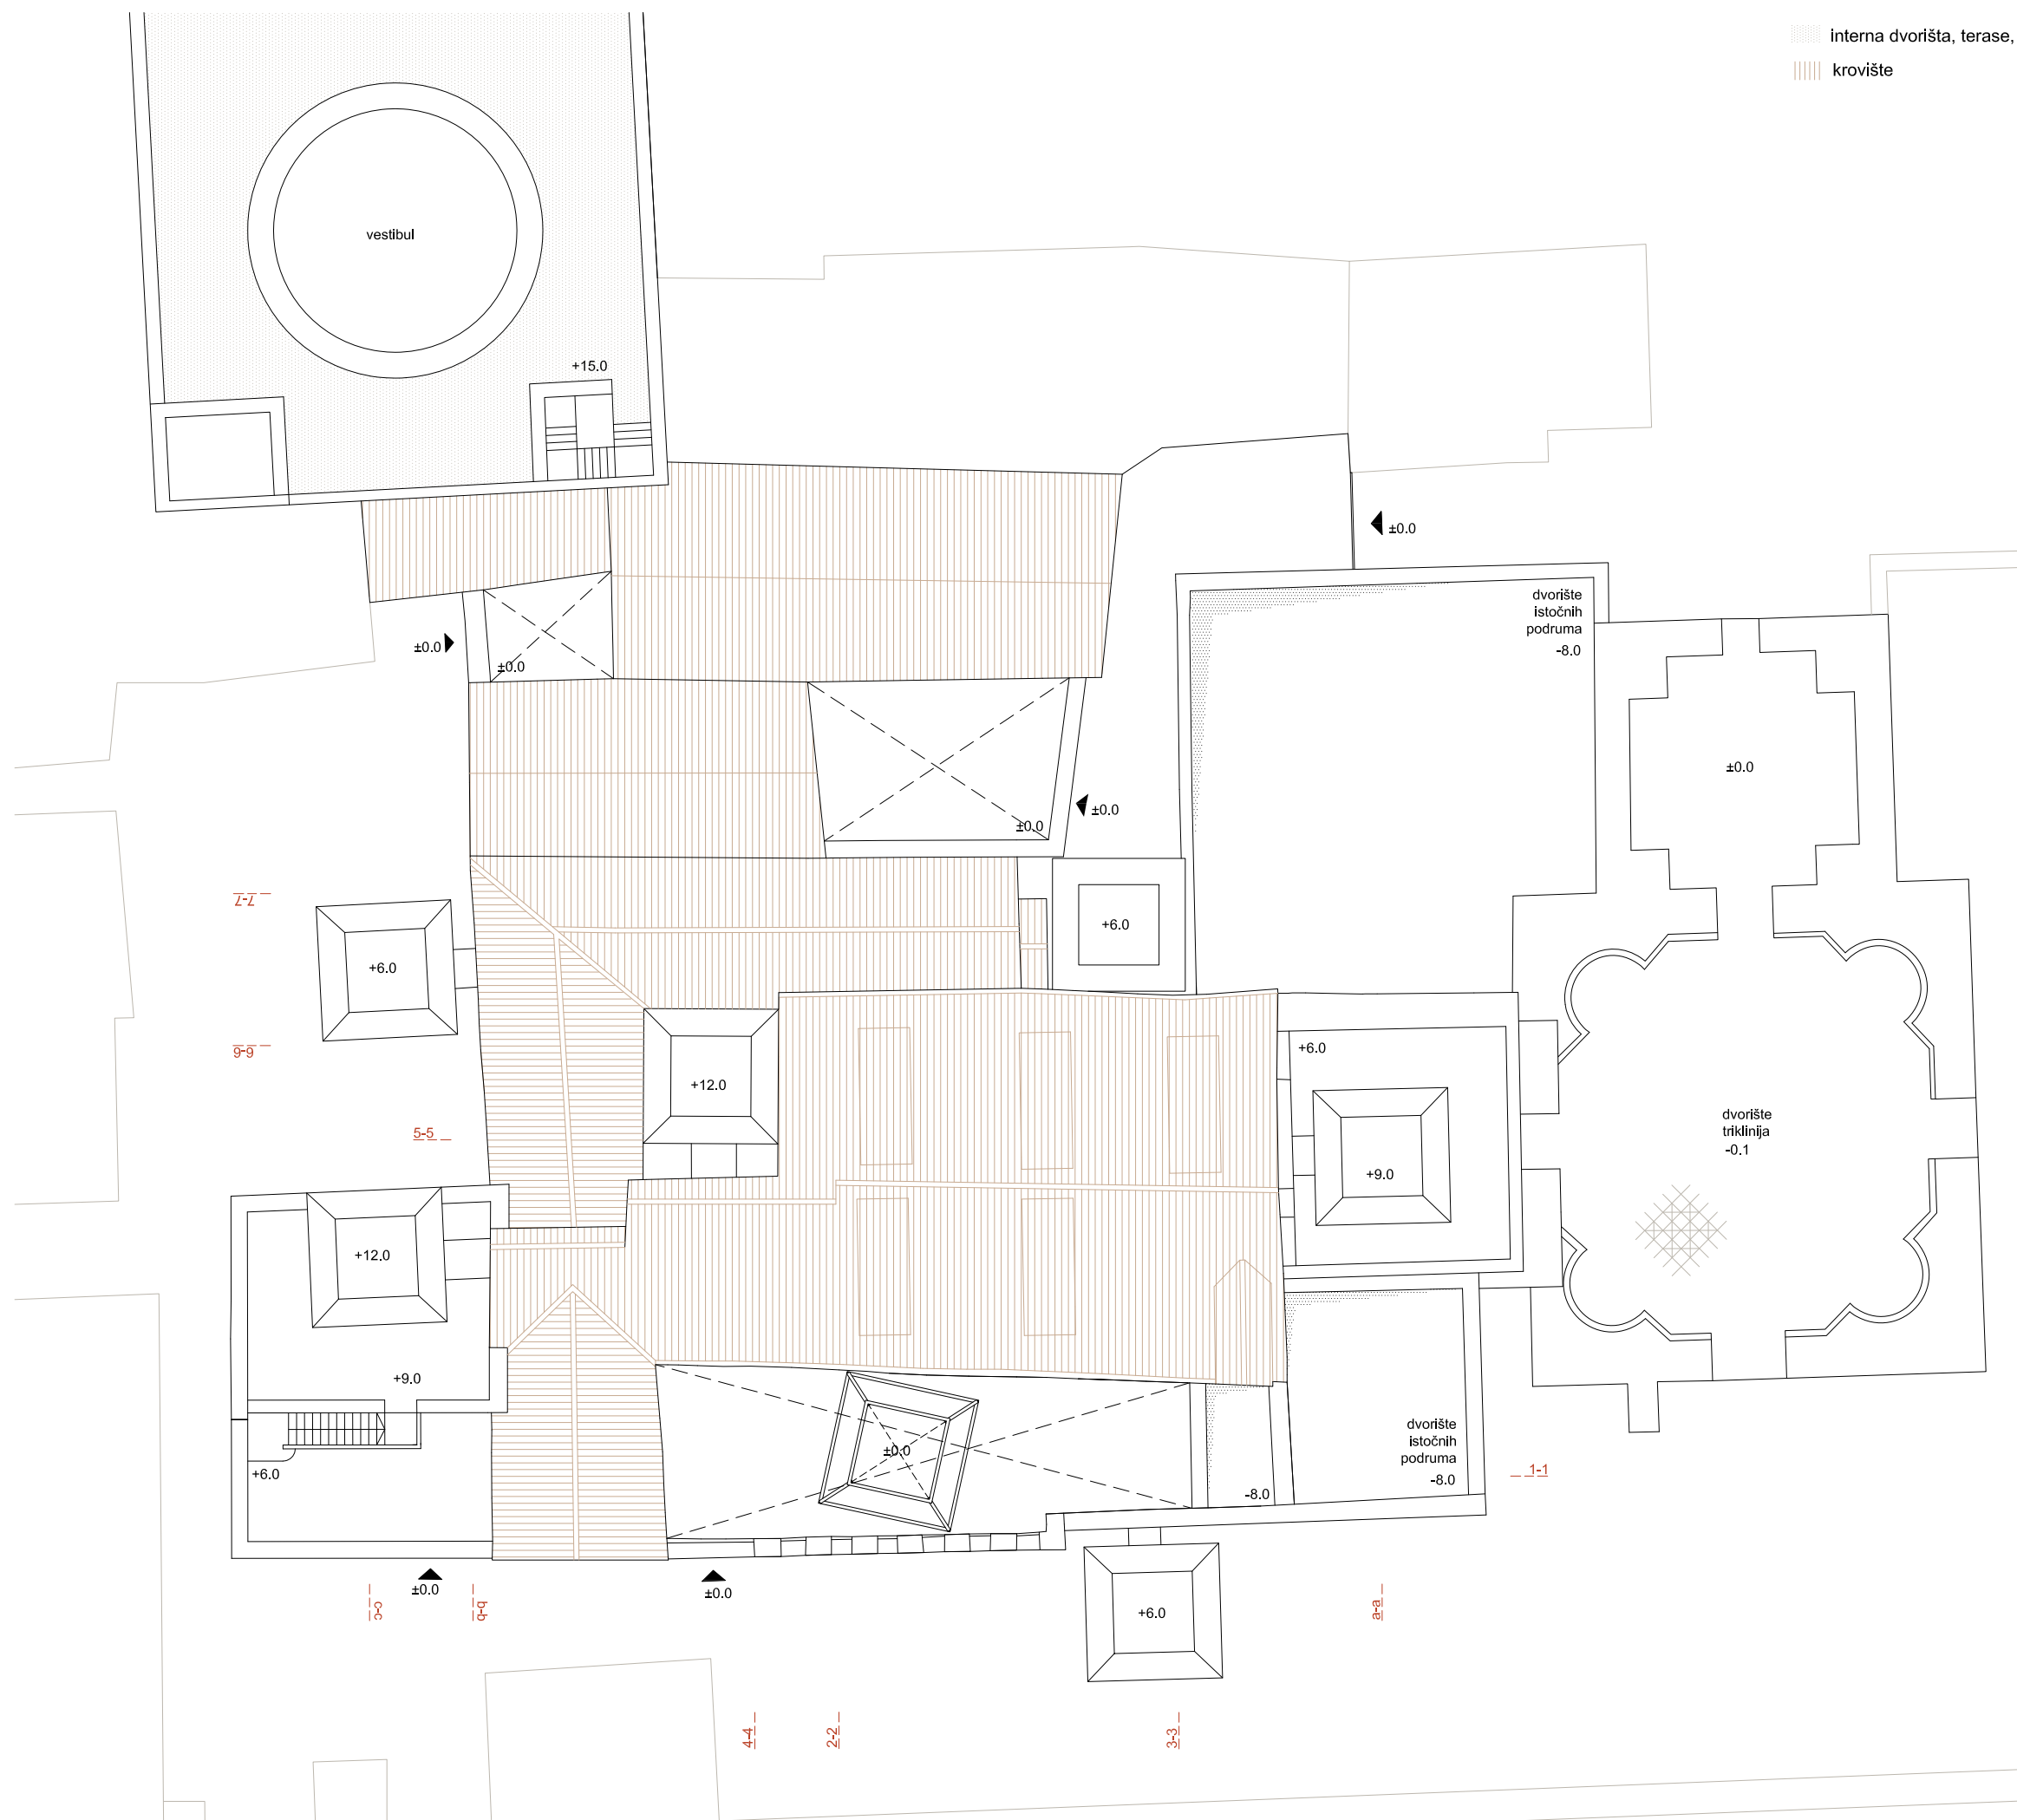 interna dvorišta, terase,
krovište
vestibul
+15.0
±0.0
dvorište
istočnih
podruma
-8.0
±0.0
±0.0
±0.0
±0.0
±0.0
7-7
+6.0
+6.0
9-9
+6.0
+12.0
5-5
dvorište
triklinija
-0.1
+9.0
+12.0
+9.0
±0.0
+6.0
dvorište
istočnih
podruma
-8.0
-8.0
1-1
±0.0
±0.0
c-c
b-b
a-a
+6.0
4-4
2-2
3-3